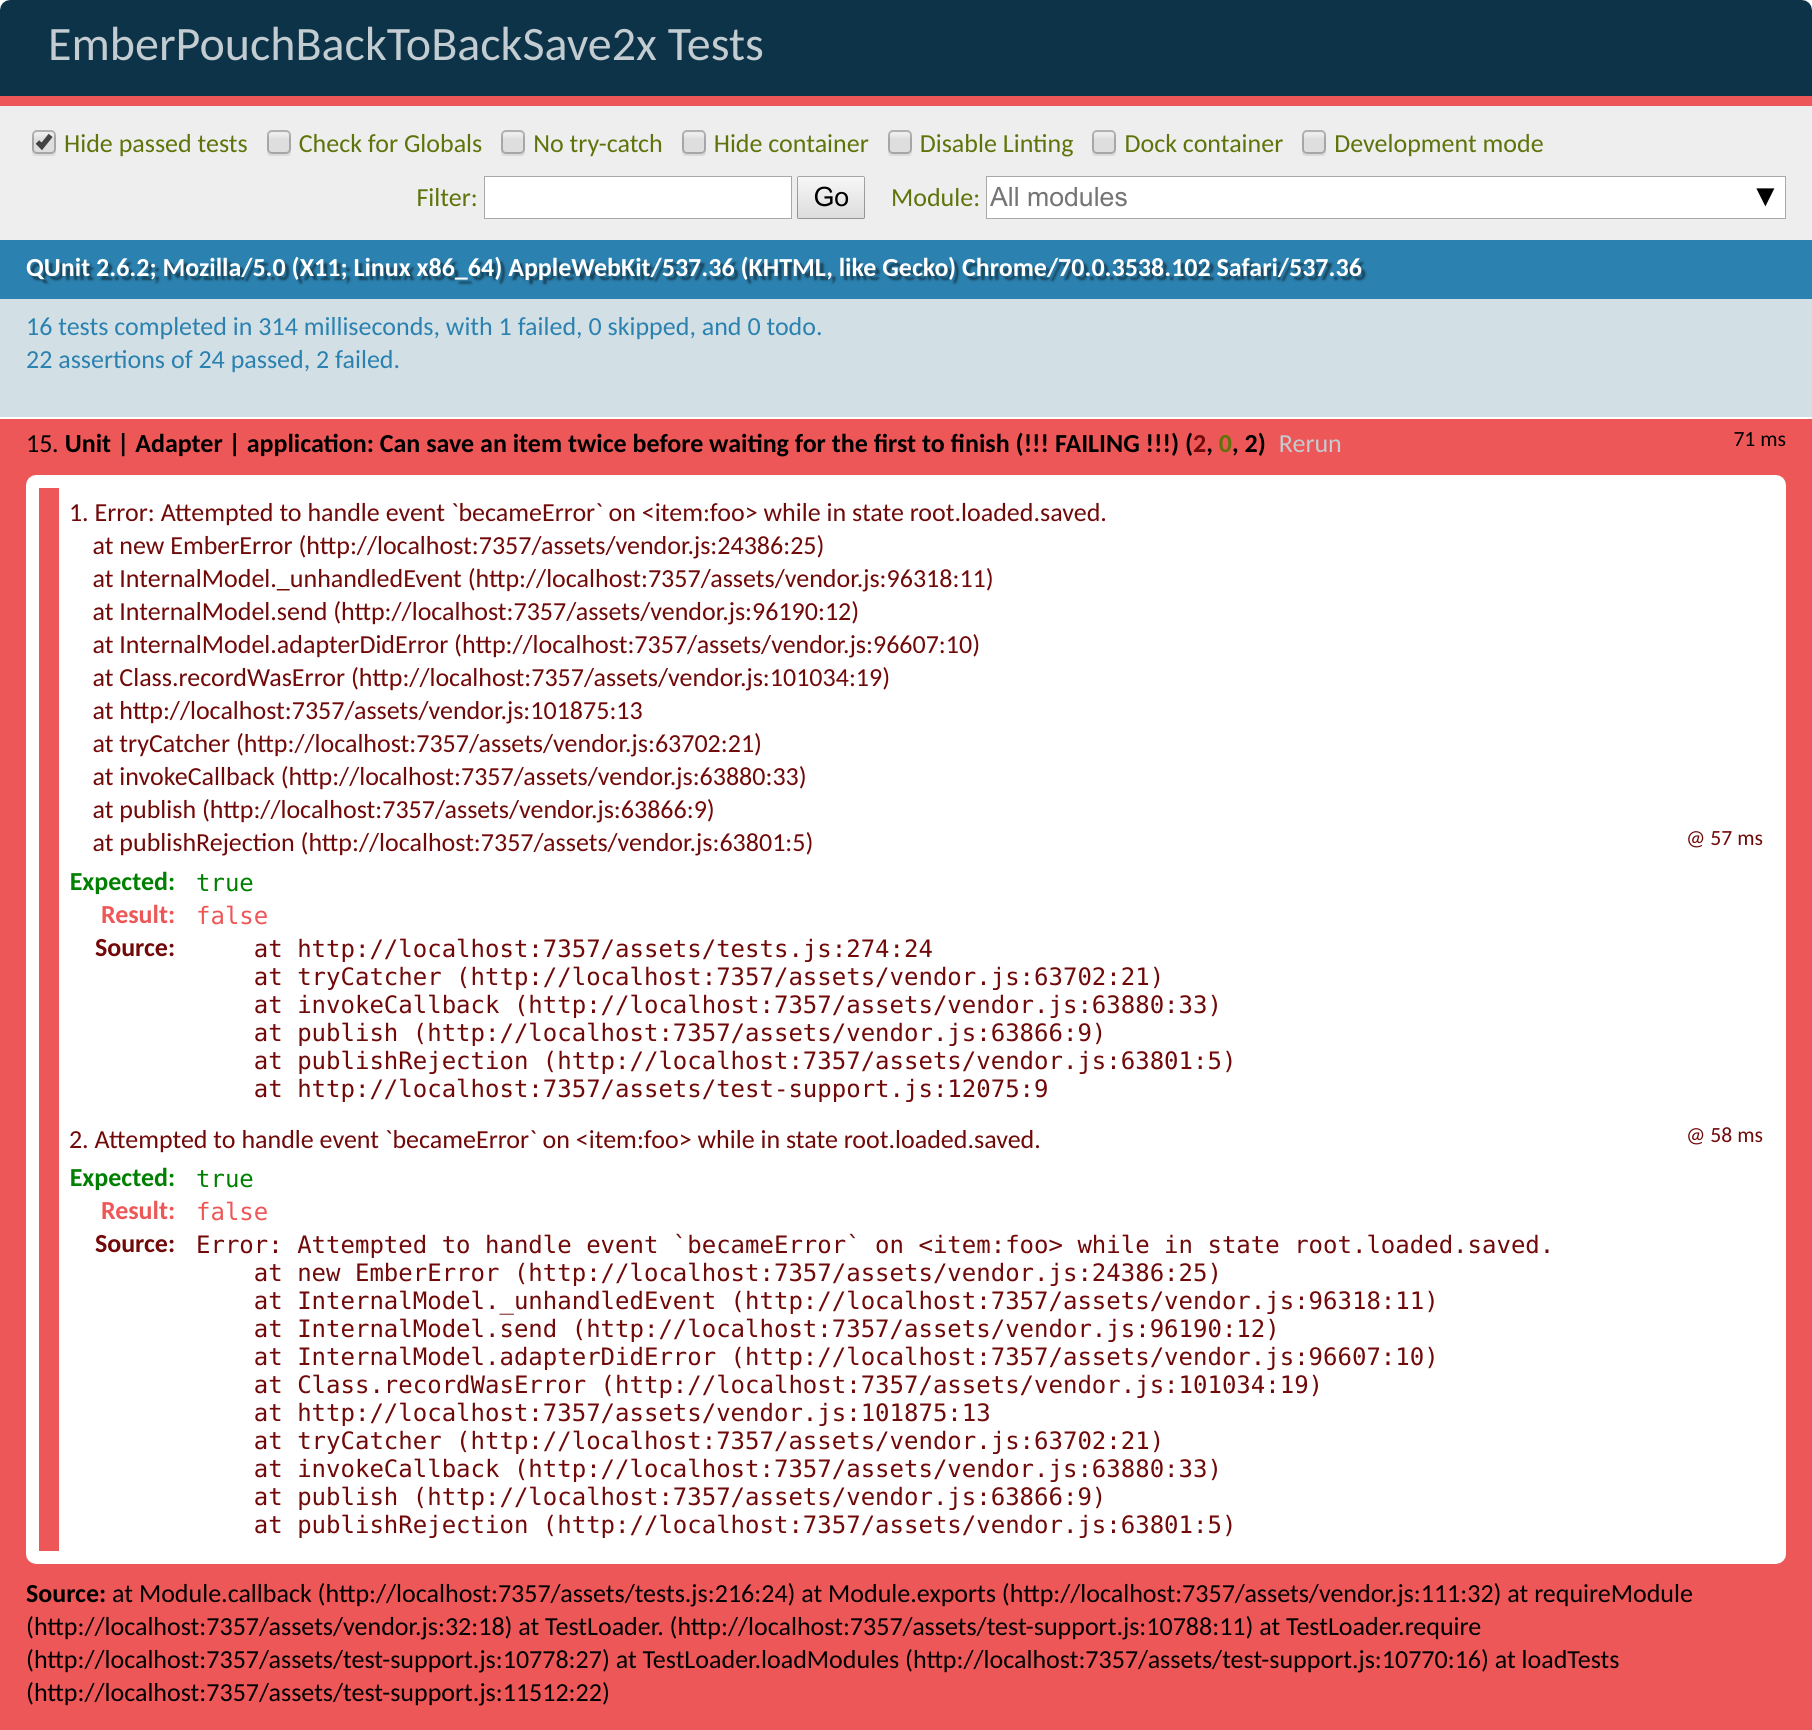 EmberPouchBackToBackSave2x Tests
Hide passed tests Check for Globals No try-catch Hide container Disable Linting Dock container Development mode
Filter: Go Module: All modules ▼
QUnit 2.6.2; Mozilla/5.0 (X11; Linux x86_64) AppleWebKit/537.36 (KHTML, like Gecko) Chrome/70.0.3538.102 Safari/537.36
16 tests completed in 314 milliseconds, with 1 failed, 0 skipped, and 0 todo.
22 assertions of 24 passed, 2 failed.
15. Unit | Adapter | application: Can save an item twice before waiting for the first to finish (!!! FAILING !!!) (2, 0, 2) Rerun 71 ms
1. Error: Attempted to handle event `becameError` on <item:foo> while in state root.loaded.saved.
at new EmberError (http://localhost:7357/assets/vendor.js:24386:25)
at InternalModel._unhandledEvent (http://localhost:7357/assets/vendor.js:96318:11)
at InternalModel.send (http://localhost:7357/assets/vendor.js:96190:12)
at InternalModel.adapterDidError (http://localhost:7357/assets/vendor.js:96607:10)
at Class.recordWasError (http://localhost:7357/assets/vendor.js:101034:19)
at http://localhost:7357/assets/vendor.js:101875:13
at tryCatcher (http://localhost:7357/assets/vendor.js:63702:21)
at invokeCallback (http://localhost:7357/assets/vendor.js:63880:33)
at publish (http://localhost:7357/assets/vendor.js:63866:9)
at publishRejection (http://localhost:7357/assets/vendor.js:63801:5) @ 57 ms
Expected: true
Result: false
Source: at http://localhost:7357/assets/tests.js:274:24
at tryCatcher (http://localhost:7357/assets/vendor.js:63702:21)
at invokeCallback (http://localhost:7357/assets/vendor.js:63880:33)
at publish (http://localhost:7357/assets/vendor.js:63866:9)
at publishRejection (http://localhost:7357/assets/vendor.js:63801:5)
at http://localhost:7357/assets/test-support.js:12075:9
2. Attempted to handle event `becameError` on <item:foo> while in state root.loaded.saved. @ 58 ms
Expected: true
Result: false
Source: Error: Attempted to handle event `becameError` on <item:foo> while in state root.loaded.saved.
at new EmberError (http://localhost:7357/assets/vendor.js:24386:25)
at InternalModel._unhandledEvent (http://localhost:7357/assets/vendor.js:96318:11)
at InternalModel.send (http://localhost:7357/assets/vendor.js:96190:12)
at InternalModel.adapterDidError (http://localhost:7357/assets/vendor.js:96607:10)
at Class.recordWasError (http://localhost:7357/assets/vendor.js:101034:19)
at http://localhost:7357/assets/vendor.js:101875:13
at tryCatcher (http://localhost:7357/assets/vendor.js:63702:21)
at invokeCallback (http://localhost:7357/assets/vendor.js:63880:33)
at publish (http://localhost:7357/assets/vendor.js:63866:9)
at publishRejection (http://localhost:7357/assets/vendor.js:63801:5)
Source: at Module.callback (http://localhost:7357/assets/tests.js:216:24) at Module.exports (http://localhost:7357/assets/vendor.js:111:32) at requireModule
(http://localhost:7357/assets/vendor.js:32:18) at TestLoader. (http://localhost:7357/assets/test-support.js:10788:11) at TestLoader.require
(http://localhost:7357/assets/test-support.js:10778:27) at TestLoader.loadModules (http://localhost:7357/assets/test-support.js:10770:16) at loadTests
(http://localhost:7357/assets/test-support.js:11512:22)